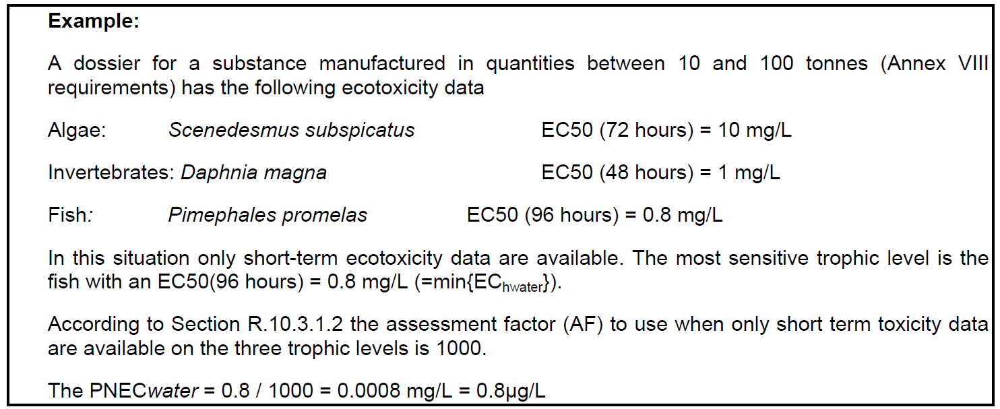 Example:
A dossier for a substance manufactured in quantities between 10 and 100 tonnes (Annex VIII
requirements) has the following ecotoxicity data
Algae: Scenedesmus subspicatus EC50 (72 hours) = 10 mg/L
Invertebrates: Daphnia magna EC50 (48 hours) = 1 mg/L
Fish: Pimephales promelas EC50 (96 hours) = 0.8 mg/L
In this situation only short-term ecotoxicity data are available. The most sensitive trophic level is the
fish with an EC50(96 hours) = 0.8 mg/L (=min{EChwater}).
According to Section R.10.3.1.2 the assessment factor (AF) to use when only short term toxicity data
are available on the three trophic levels is 1000.
The PNECwater = 0.8 / 1000 = 0.0008 mg/L = 0.8µg/L